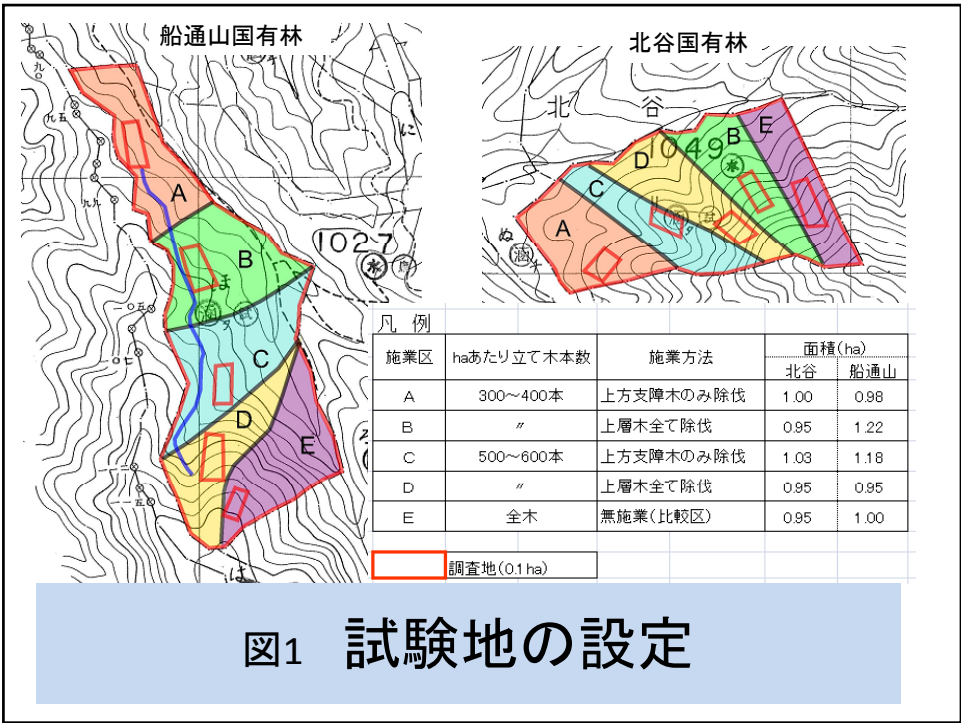 船通山国有林
北谷国有林
北谷
1049
A
B
C
D
E
A
B
C
D
E
1027
ぬ
に
は
凡 例
施業区 haあたり立て木本数 施業方法 面積(ha)
北谷 船通山
A 300～400本 上方支障木のみ除伐 1.00 0.98
B 〃 上層木全て除伐 0.95 1.22
C 500～600本 上方支障木のみ除伐 1.03 1.18
D 〃 上層木全て除伐 0.95 0.95
E 全木 無施業(比較区) 0.95 1.00
調査地(0.1ha)
図1 試験地の設定